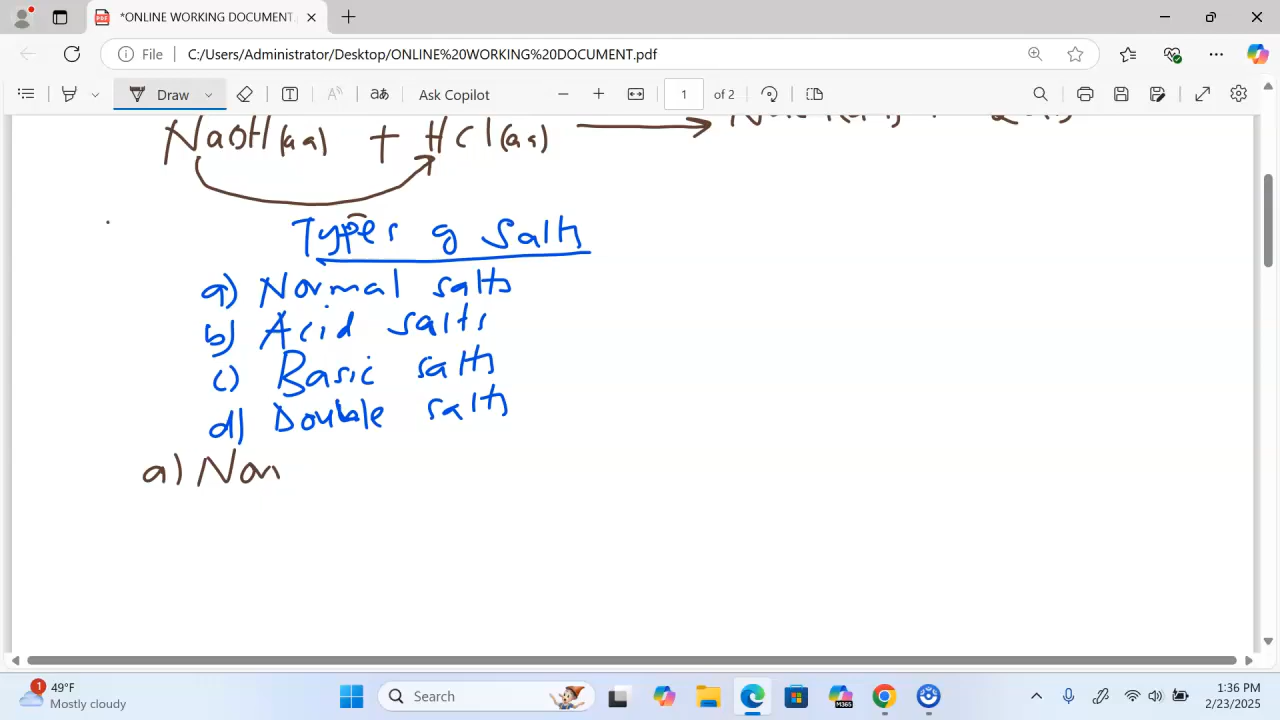 *ONLINE WORKING DOCUMENT.
File C:/Users/Administrator/Desktop/ONLINE%20WORKING%20DOCUMENT.pdf
Draw Ask Copilot 1 of 2
NaOH(aq) + HCl(aq)
Types of Salts
a) Normal salts
b) Acid salts
c) Basic salts
d) Double salts
a) Nor
1 49°F
Mostly cloudy
Search
M365
1:36 PM
2/23/2025